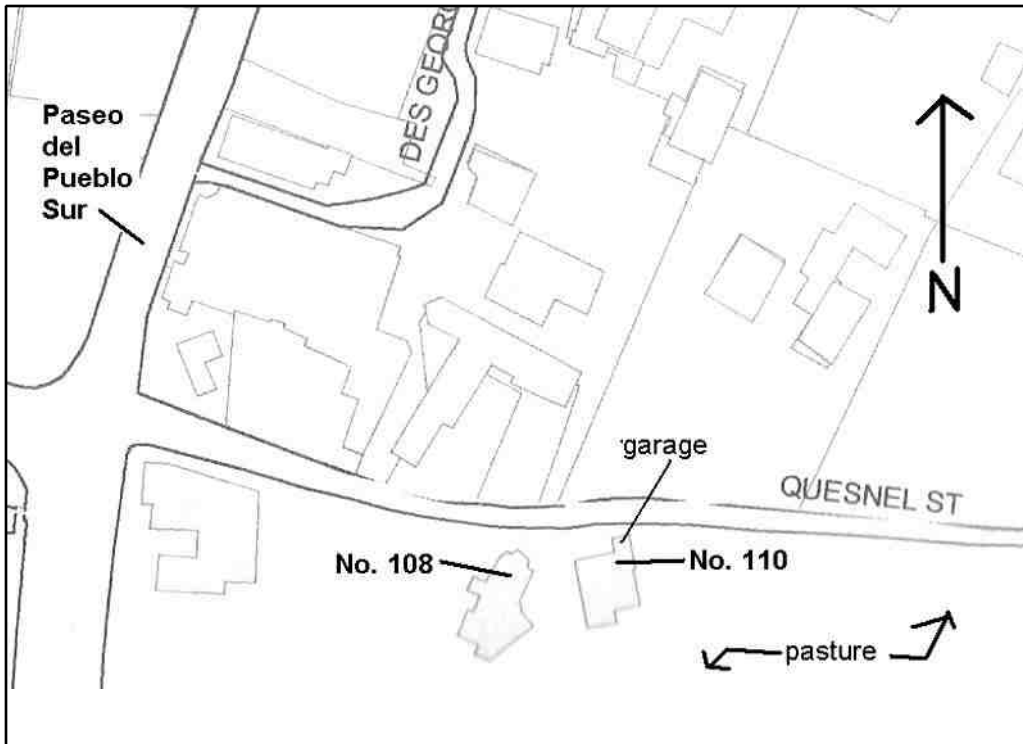 Paseo
del
Pueblo
Sur
DES GEORG
N
garage
QUESNEL ST
No. 108
No. 110
pasture